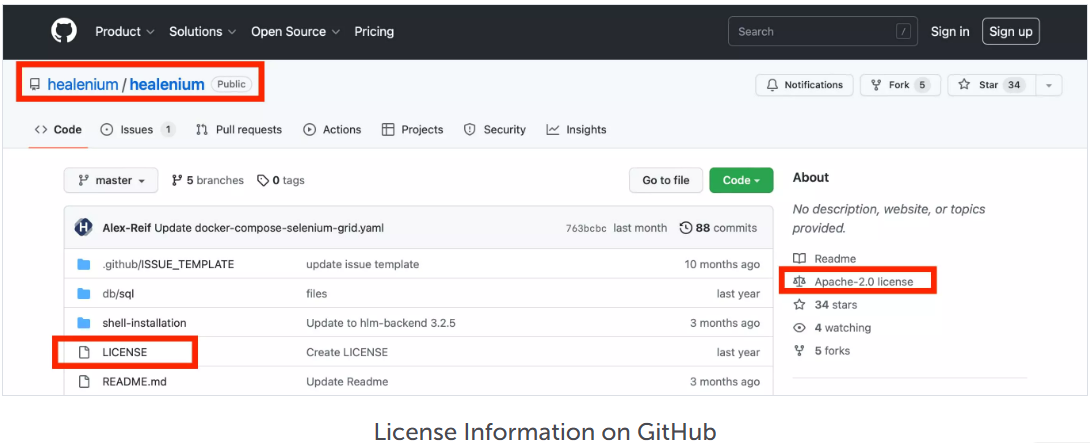 Product Solutions Open Source Pricing Search / Sign in Sign up
healenium / healenium Public Notifications Fork 5 Star 34
Code Issues 1 Pull requests Actions Projects Security Insights
master 5 branches 0 tags Go to file Code
Alex-Reif Update docker-compose-selenium-grid.yaml 763bcbc last month 88 commits
.github/ISSUE_TEMPLATE update issue template 10 months ago
db/sql files last year
shell-installation Update to hlm-backend 3.2.5 3 months ago
LICENSE Create LICENSE last year
README.md Update Readme 3 months ago
About
No description, website, or topics
provided.
Readme
Apache-2.0 license
34 stars
4 watching
5 forks
License Information on GitHub